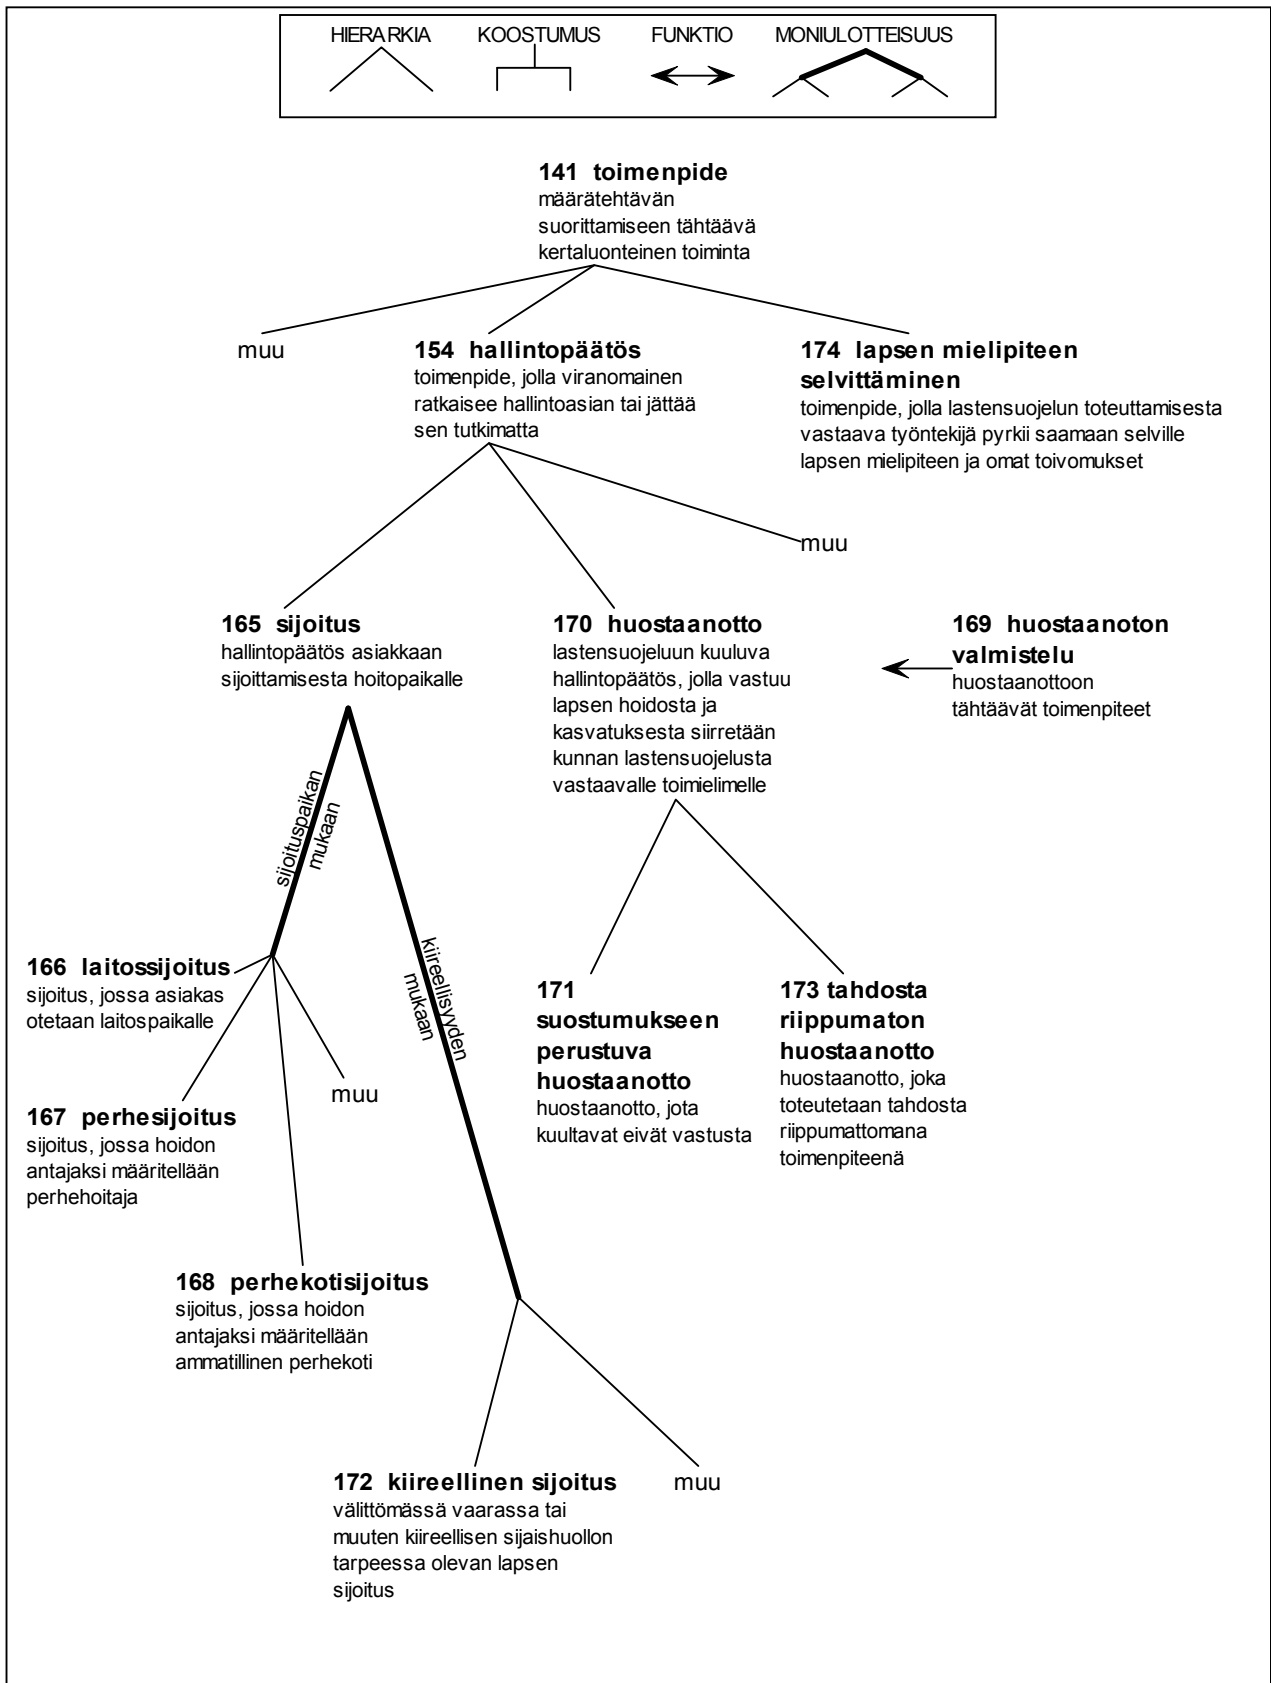 HIERARKIA KOOSTUMUS FUNKTIO MONIULOTTEISUUS
141 toimenpide
määrätehtävän
suorittamiseen tähtäävä
kertaluonteinen toiminta
muu
154 hallintopäätös
toimenpide, jolla viranomainen
ratkaisee hallintoasian tai jättää
sen tutkimatta
174 lapsen mielipiteen
selvittäminen
toimenpide, jolla lastensuojelun toteuttamisesta
vastaava työntekijä pyrkii saamaan selville
lapsen mielipiteen ja omat toivomukset
muu
165 sijoitus
hallintopäätös asiakkaan
sijoittamisesta hoitopaikalle
170 huostaanotto
lastensuojeluun kuuluva
hallintopäätös, jolla vastuu
lapsen hoidosta ja
kasvatuksesta siirretään
kunnan lastensuojelusta
vastaavalle toimielimelle
169 huostaanoton
valmistelu
huostaanottoon
tähtäävät toimenpiteet
sijoituspaikan
mukaan
kiireellisyyden
mukaan
166 laitossijoitus
sijoitus, jossa asiakas
otetaan laitospaikalle
167 perhesijoitus
sijoitus, jossa hoidon
antajaksi määritellään
perhehoitaja
muu
171
suostumukseen
perustuva
huostaanotto
huostaanotto, jota
kuultavat eivät vastusta
173 tahdosta
riippumaton
huostaanotto
huostaanotto, joka
toteutetaan tahdosta
riippumattomana
toimenpiteenä
168 perhekotisijoitus
sijoitus, jossa hoidon
antajaksi määritellään
ammatillinen perhekoti
172 kiireellinen sijoitus
välittömässä vaarassa tai
muuten kiireellisen sijaishuollon
tarpeessa olevan lapsen
sijoitus
muu